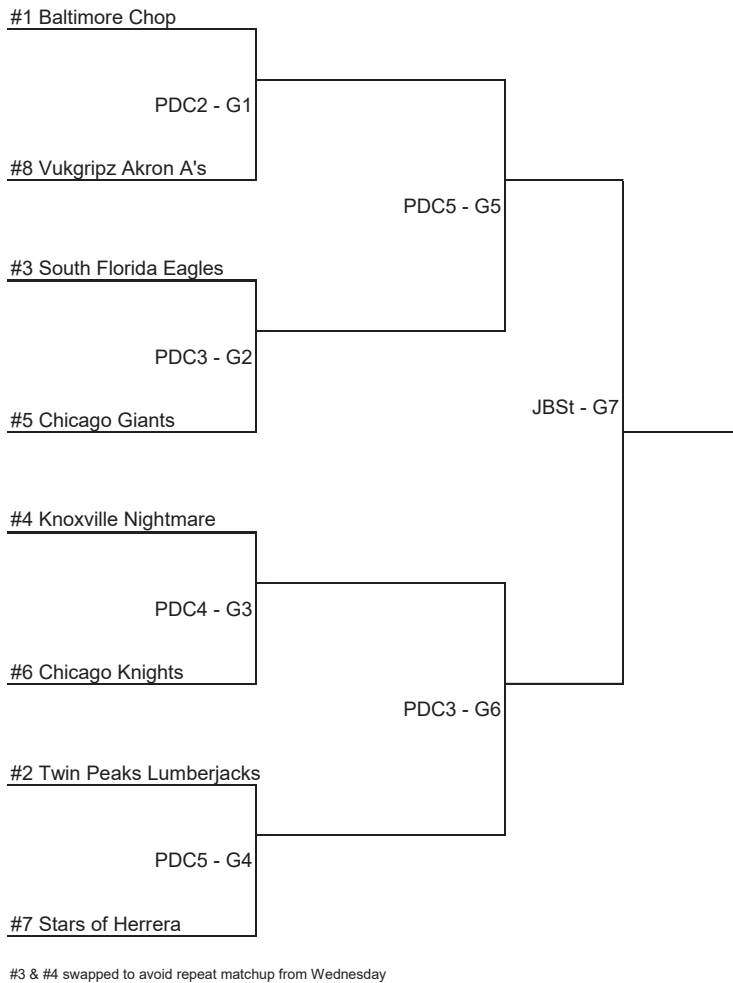 #1 Baltimore Chop
PDC2 - G1
#8 Vukgripz Akron A's
PDC5 - G5
#3 South Florida Eagles
PDC3 - G2
JBSt - G7
#5 Chicago Giants
#4 Knoxville Nightmare
PDC4 - G3
#6 Chicago Knights
PDC3 - G6
#2 Twin Peaks Lumberjacks
PDC5 - G4
#7 Stars of Herrera
#3 & #4 swapped to avoid repeat matchup from Wednesday